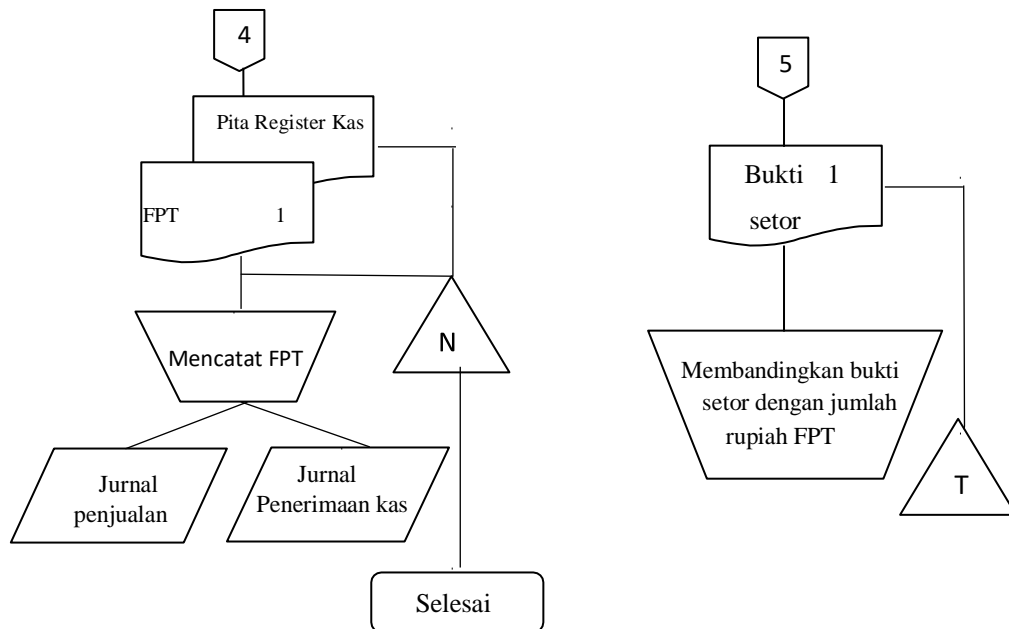 4
Pita Register Kas
FPT 1
Mencatat FPT
N
Jurnal
penjualan
Jurnal
Penerimaan kas
Selesai
5
Bukti 1
setor
Membandingkan bukti
setor dengan jumlah
rupiah FPT
T